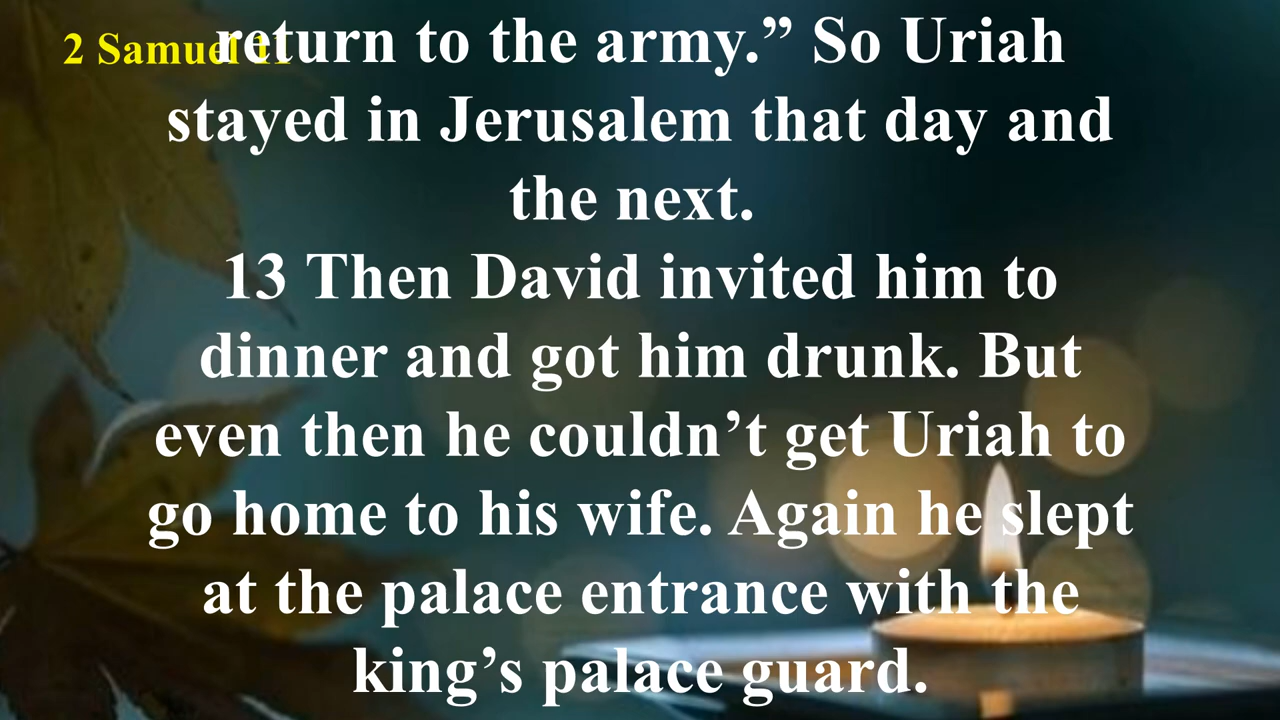 2 Samuel 11
return to the army.” So Uriah
stayed in Jerusalem that day and
the next.
13 Then David invited him to
dinner and got him drunk. But
even then he couldn’t get Uriah to
go home to his wife. Again he slept
at the palace entrance with the
king’s palace guard.